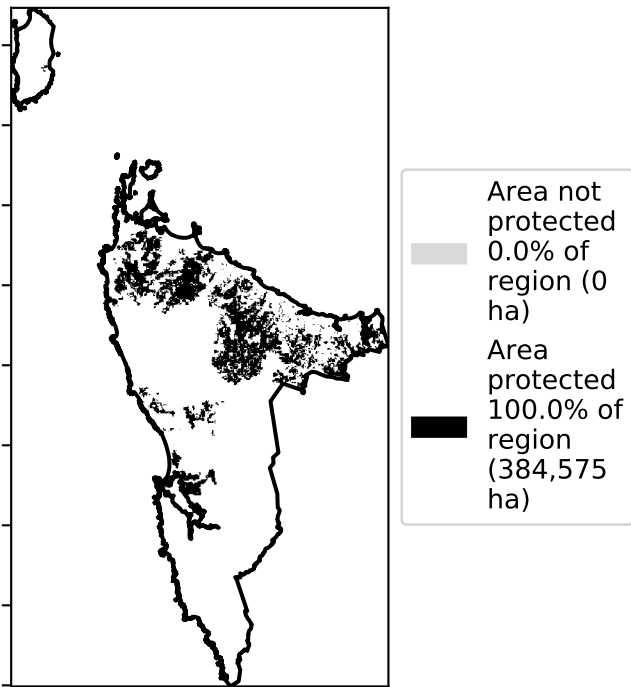 Area not
protected
0.0% of
region (0
ha)
Area
protected
100.0% of
region
(384,575
ha)